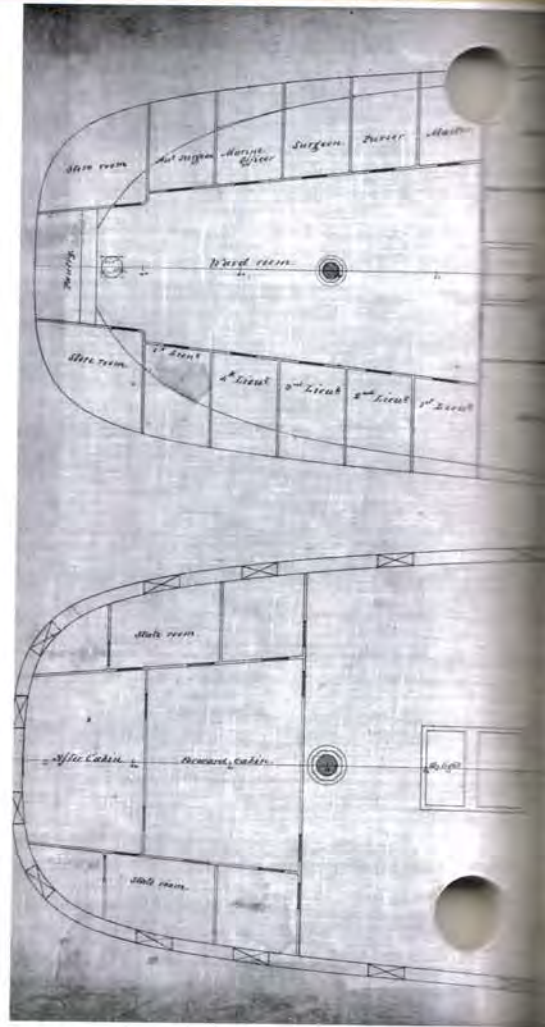 Store room
Asst Surgeon
Marine
Officer
Surgeon
Purser
Master
Pantry
Ward room
Store room
5th Lieut
4th Lieut
3rd Lieut
2nd Lieut
1st Lieut
State room
After Cabin
Forward Cabin
Skylight
State room